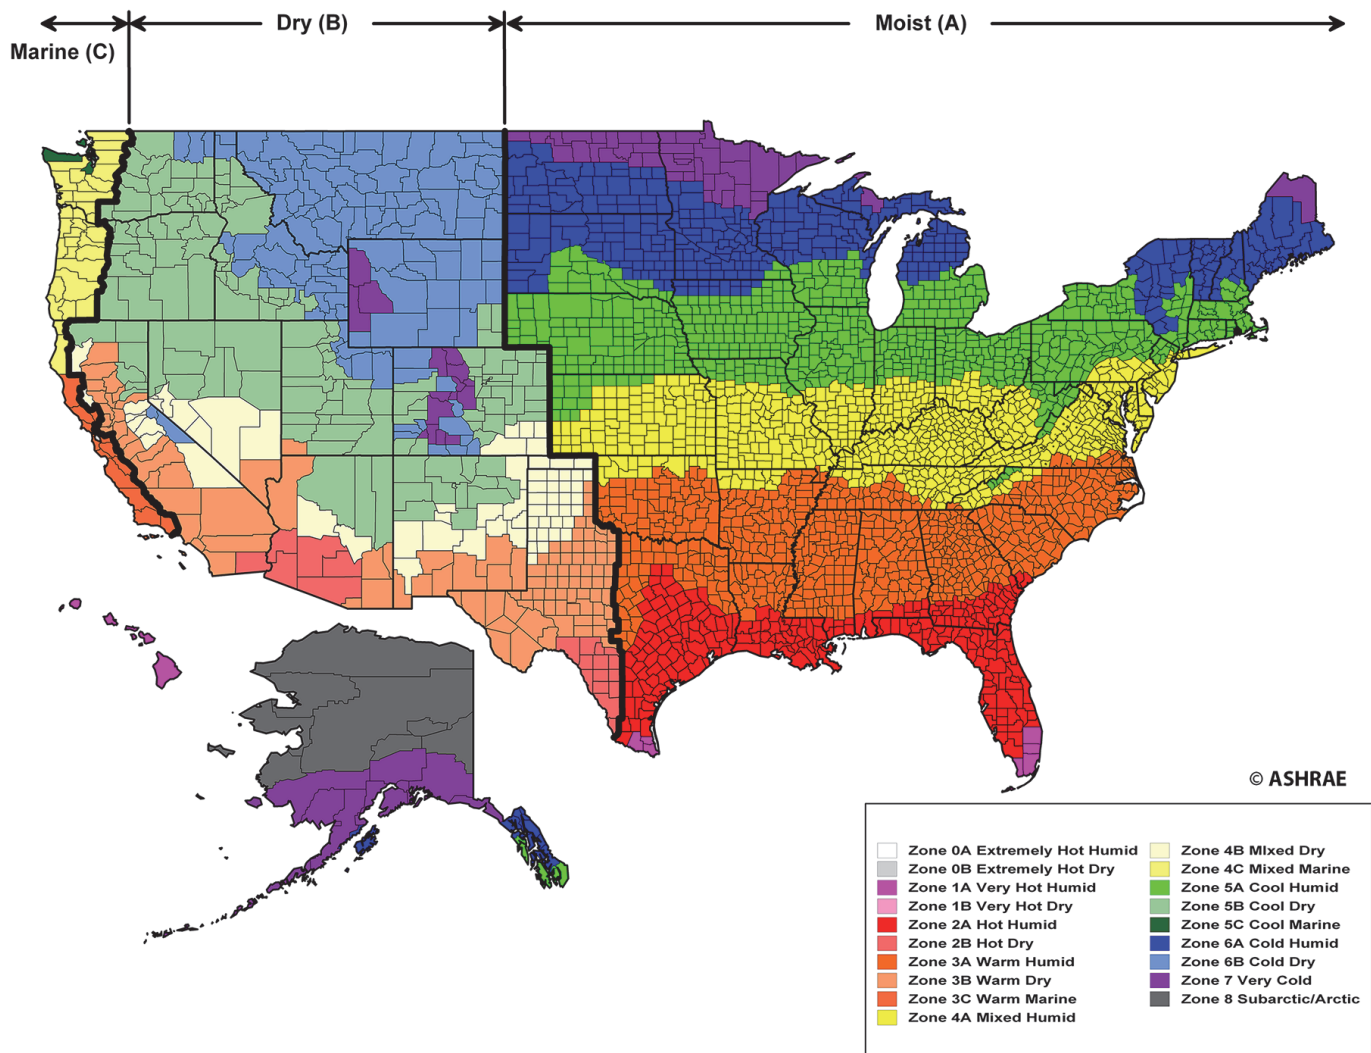 Dry (B)
Moist (A)
Marine (C)
© ASHRAE
Zone 0A Extremely Hot Humid
Zone 0B Extremely Hot Dry
Zone 1A Very Hot Humid
Zone 1B Very Hot Dry
Zone 2A Hot Humid
Zone 2B Hot Dry
Zone 3A Warm Humid
Zone 3B Warm Dry
Zone 3C Warm Marine
Zone 4A Mixed Humid
Zone 4B MIxed Dry
Zone 4C Mixed Marine
Zone 5A Cool Humid
Zone 5B Cool Dry
Zone 5C Cool Marine
Zone 6A Cold Humid
Zone 6B Cold Dry
Zone 7 Very Cold
Zone 8 Subarctic/Arctic